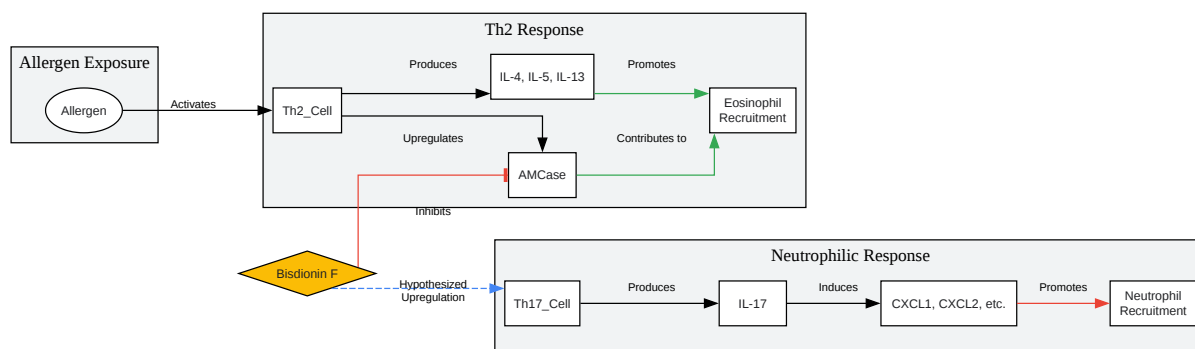 Th2 Response
Allergen Exposure
Produces
Promotes
IL-4, IL-5, IL-13
Allergen
Activates
Th2_Cell
Eosinophil
Recruitment
Upregulates
Contributes to
AMCase
Inhibits
Neutrophilic Response
Bisdionin F
Hypothesized
Upregulation
Produces
Induces
Promotes
Th17_Cell
IL-17
CXCL1, CXCL2, etc.
Neutrophil
Recruitment